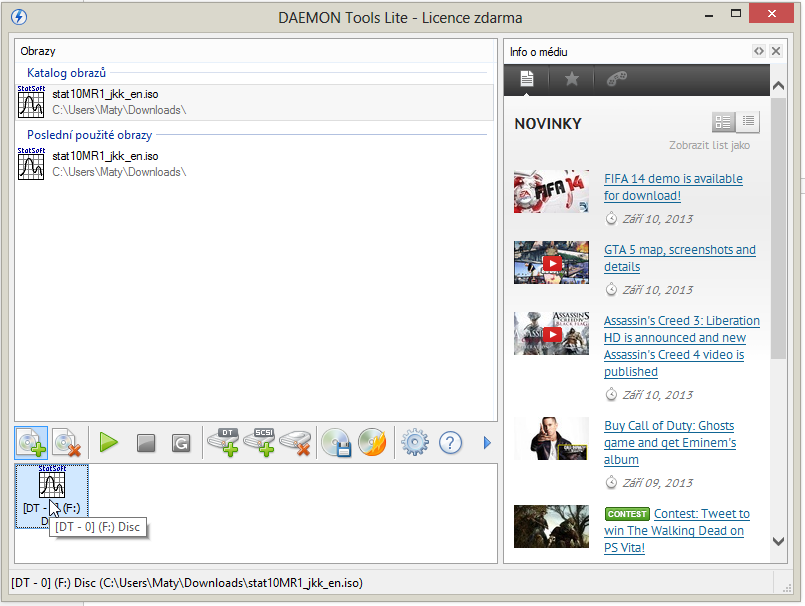 DAEMON Tools Lite - Licence zdarma
Obrazy
Katalog obrazů
StatSoft
stat10MR1_jkk_en.iso
C:\Users\Maty\Downloads\
Poslední použité obrazy
StatSoft
stat10MR1_jkk_en.iso
C:\Users\Maty\Downloads\
Info o médiu
NOVINKY
Zobrazit list jako
FIFA 14
FIFA 14 demo is available
for download!
Září 10, 2013
GTA 5 map, screenshots and
details
Září 10, 2013
ASSASSIN'S
CREED IV
BLACK FLAG
Assassin's Creed 3: Liberation
HD is announced and new
Assassin's Creed 4 video is
published
Září 10, 2013
Buy Call of Duty: Ghosts
game and get Eminem's
album
Září 09, 2013
CONTEST Contest: Tweet to
win The Walking Dead on
PS Vita!
DT
SCSI
StatSoft
[DT - 0] (F:)
D
[DT - 0] (F:) Disc
[DT - 0] (F:) Disc (C:\Users\Maty\Downloads\stat10MR1_jkk_en.iso)